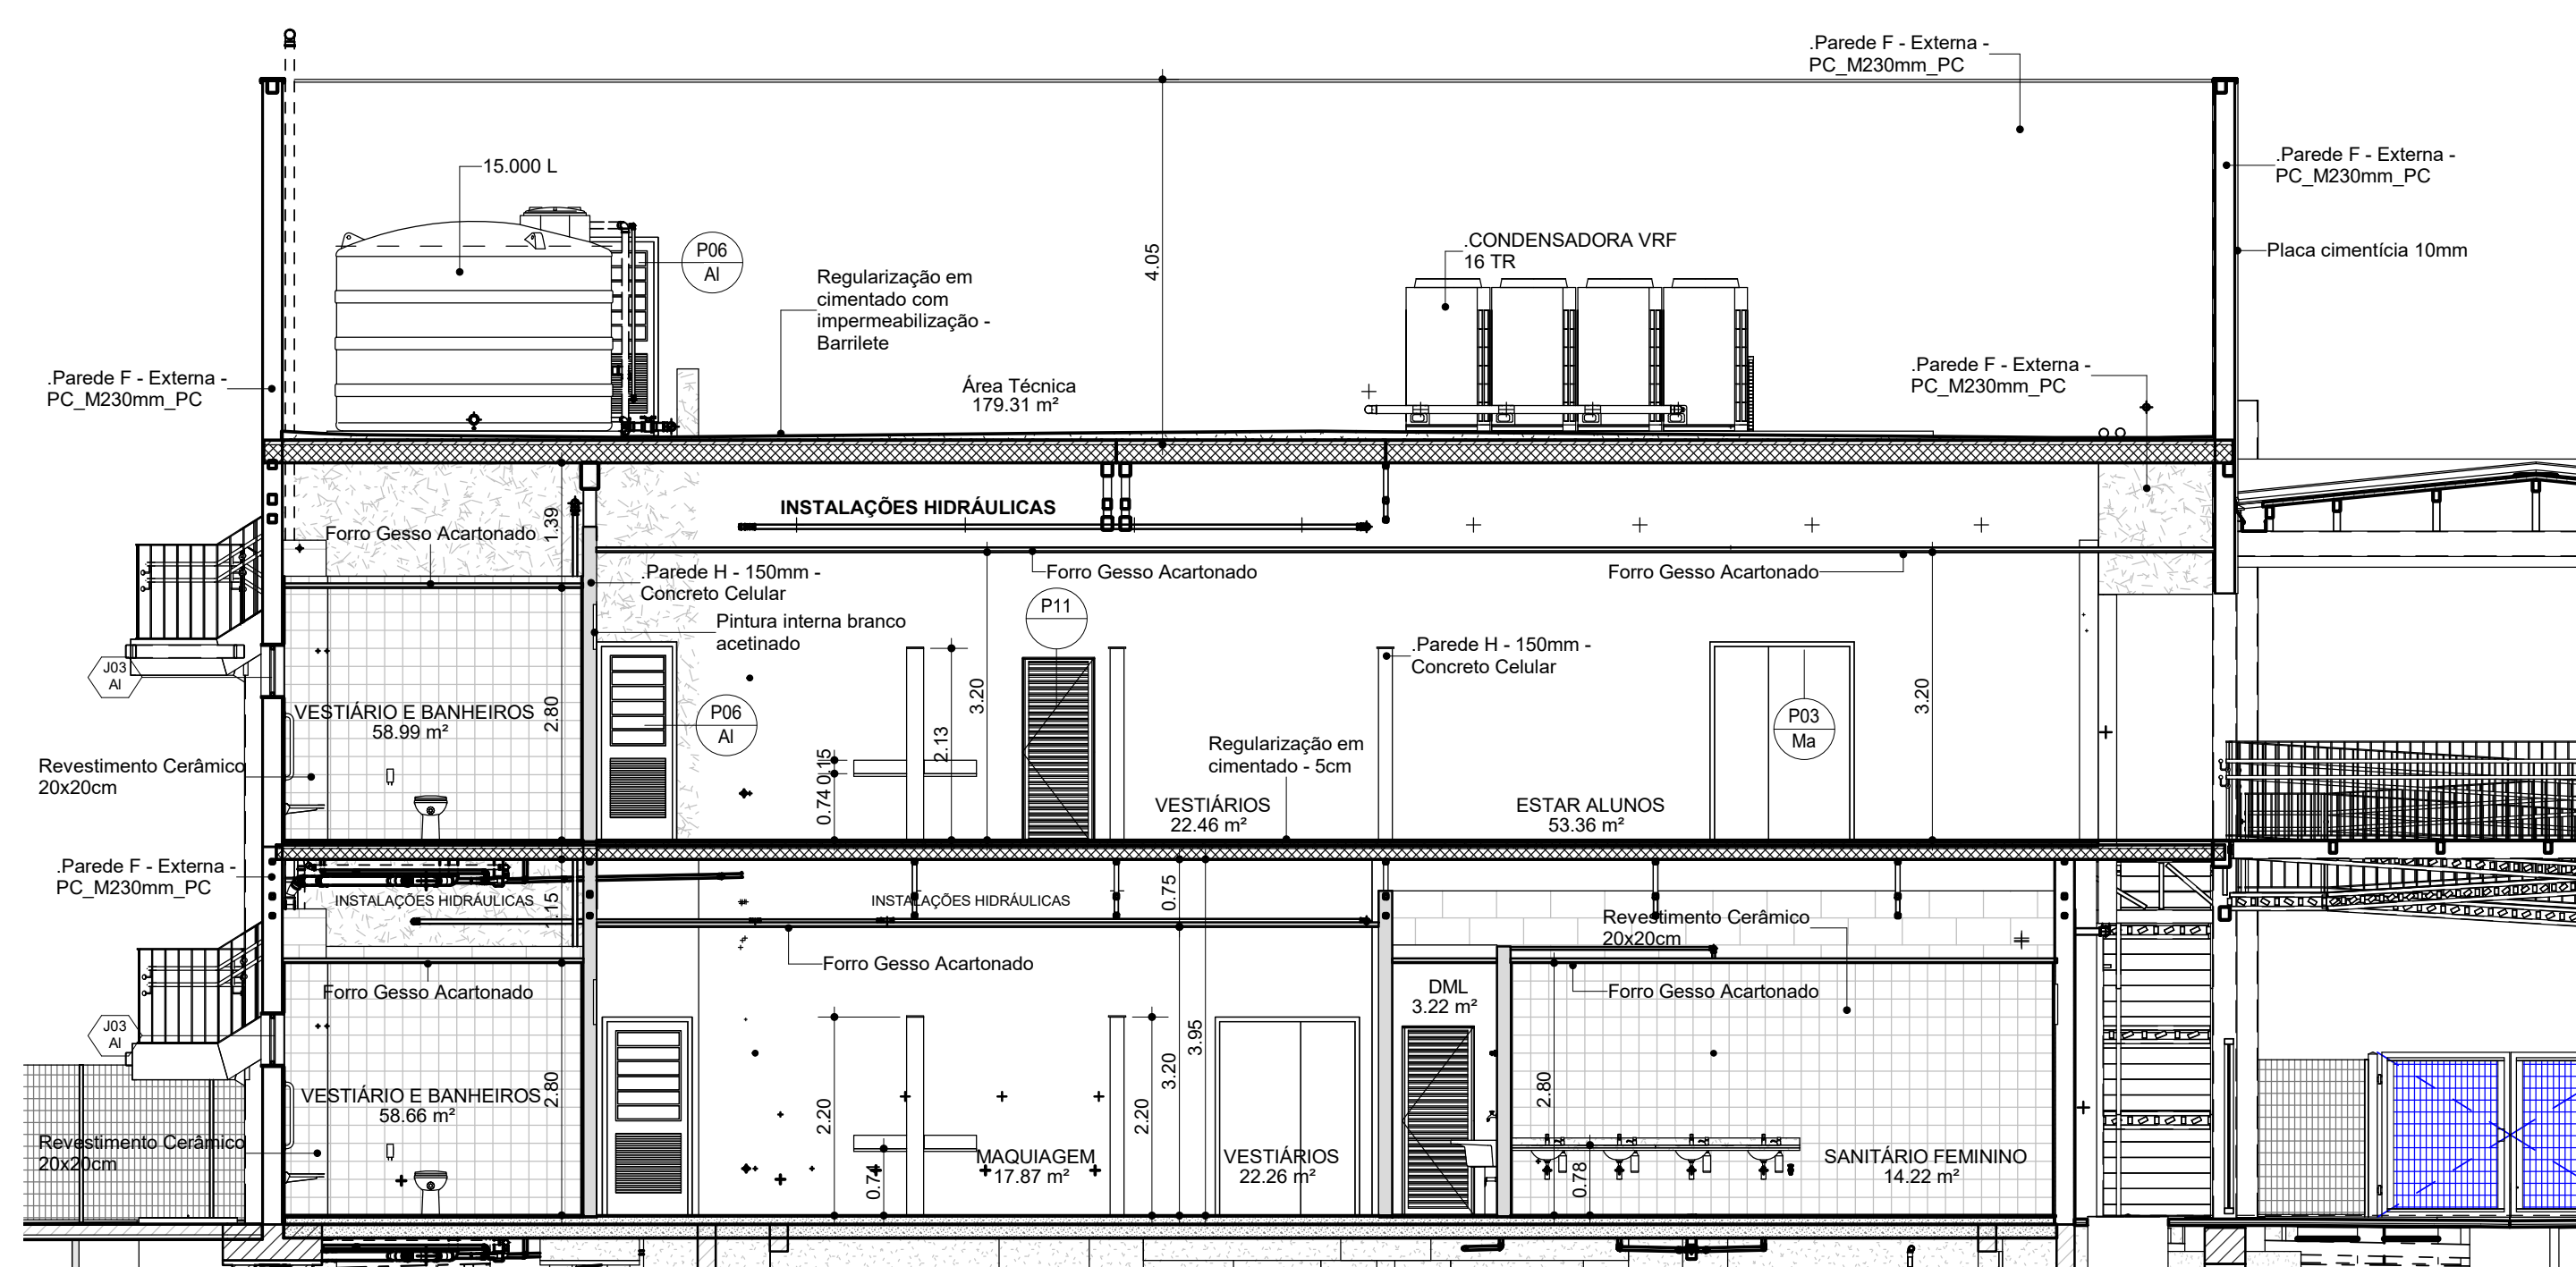 .Parede F - Externa -
PC_M230mm_PC
.Parede F - Externa -
PC_M230mm_PC
15.000 L
P06
Al
.CONDENSADORA VRF
16 TR
4.05
Placa cimentícia 10mm
Regularização em
cimentado com
impermeabilização -
Barrilete
.Parede F - Externa -
PC_M230mm_PC
Área Técnica
179.31 m²
.Parede F - Externa -
PC_M230mm_PC
INSTALAÇÕES HIDRÁULICAS
1.39
Forro Gesso Acartonado
.Parede H - 150mm -
Concreto Celular
Forro Gesso Acartonado
Forro Gesso Acartonado
P11
Pintura interna branco
acetinado
.Parede H - 150mm -
Concreto Celular
J03
Al
VESTIÁRIO E BANHEIROS
58.99 m²
2.80
P06
Al
3.20
2.13
0.15
0.74
P03
Ma
3.20
Revestimento Cerâmico
20x20cm
Regularização em
cimentado - 5cm
VESTIÁRIOS
22.46 m²
ESTAR ALUNOS
53.36 m²
.Parede F - Externa -
PC_M230mm_PC
INSTALAÇÕES HIDRÁULICAS
.15
INSTALAÇÕES HIDRÁULICAS
0.75
Revestimento Cerâmico
20x20cm
Forro Gesso Acartonado
Forro Gesso Acartonado
DML
3.22 m²
Forro Gesso Acartonado
J03
Al
VESTIÁRIO E BANHEIROS
58.66 m²
2.80
2.20
0.74
2.20
3.20
3.95
2.80
0.78
Revestimento Cerâmico
20x20cm
MAQUIAGEM
17.87 m²
VESTIÁRIOS
22.26 m²
SANITÁRIO FEMININO
14.22 m²